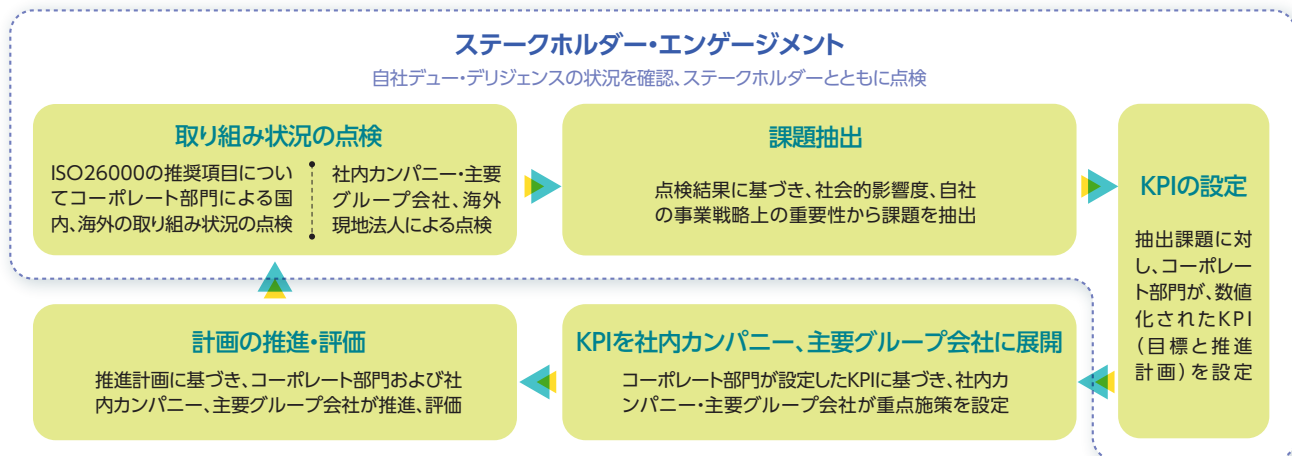 ステークホルダー・エンゲージメント
自社デュー・デリジェンスの状況を確認、ステークホルダーとともに点検
取り組み状況の点検
ISO26000の推奨項目につい
てコーポレート部門による国
内、海外の取り組み状況の点検
社内カンパニー・主要
グループ会社、海外
現地法人による点検
課題抽出
点検結果に基づき、社会的影響度、自社
の事業戦略上の重要性から課題を抽出
KPIの設定
抽出課題に対
し、コーポレー
ト部門が、数値
化されたKPI
(目標と推進
計画)を設定
KPIを社内カンパニー、主要グループ会社に展開
コーポレート部門が設定したKPIに基づき、社内カ
ンパニー・主要グループ会社が重点施策を設定
計画の推進・評価
推進計画に基づき、コーポレート部門および社
内カンパニー、主要グループ会社が推進、評価